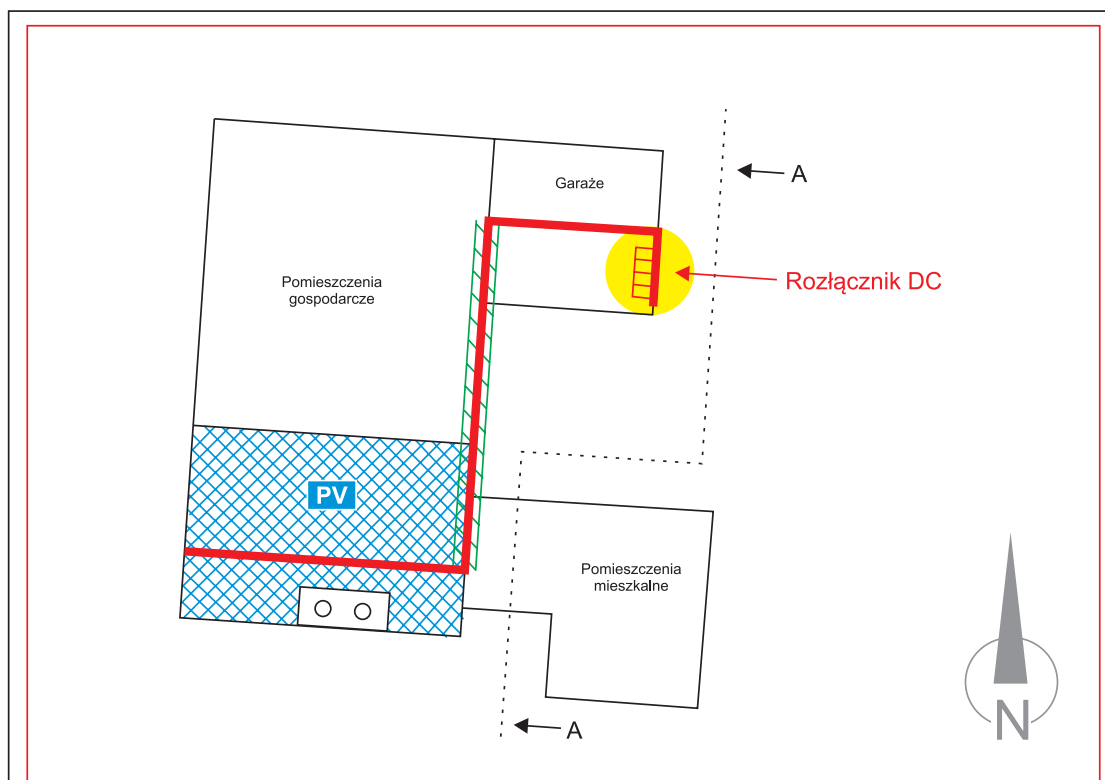 Garaże
A
Pomieszczenia
gospodarcze
Rozłącznik DC
PV
Pomieszczenia
mieszkalne
N
A